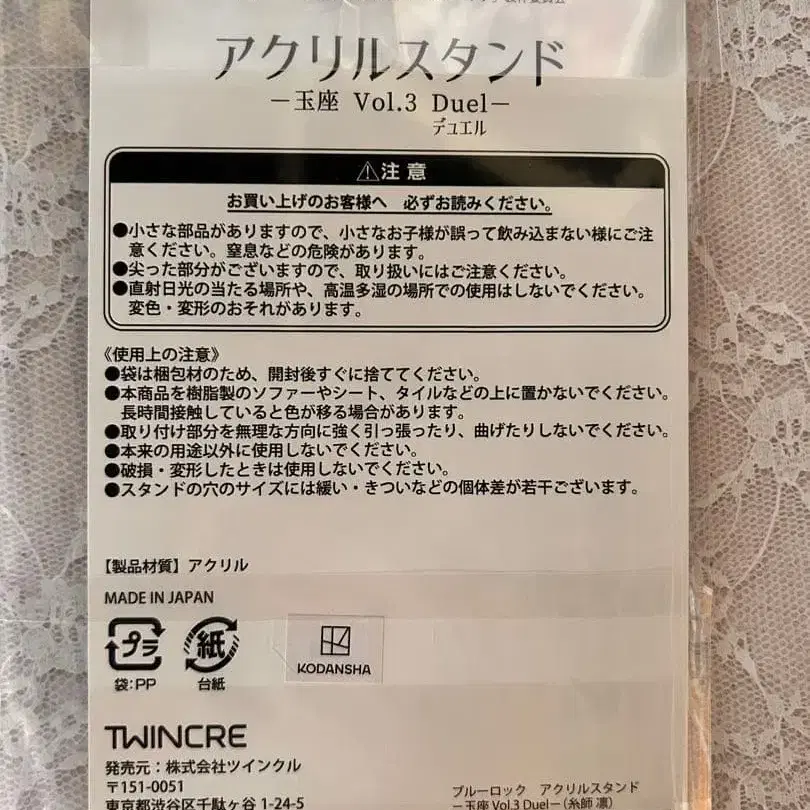 アクリルスタンド
－玉座 Vol.3 Duel－
デュエル
⚠注意
お買い上げのお客様へ　必ずお読みください。
●小さな部品がありますので、小さなお子様が誤って飲み込まない様にご注
意ください。窒息などの危険があります。
●尖った部分がございますので、取り扱いにはご注意ください。
●直射日光の当たる場所や、高温多湿の場所での使用はしないでください。
変色・変形のおそれがあります。
《使用上の注意》
●袋は梱包材のため、開封後すぐに捨ててください。
●本商品を樹脂製のソファーやシート、タイルなどの上に置かないでください。
長時間接触していると色が移る場合があります。
●取り付け部分を無理な方向に強く引っ張ったり、曲げたりしないでください。
●本来の用途以外に使用しないでください。
●破損・変形したときは使用しないでください。
●スタンドの穴のサイズには緩い・きついなどの個体差が若干ございます。
【製品材質】アクリル
MADE IN JAPAN
プラ
袋:PP
紙
台紙
KODANSHA
TWINCRE
発売元：株式会社ツインクル
〒151-0051
東京都渋谷区千駄ヶ谷 1-24-5
ブルーロック　アクリルスタンド
－玉座 Vol.3 Duel－（糸師 凛）